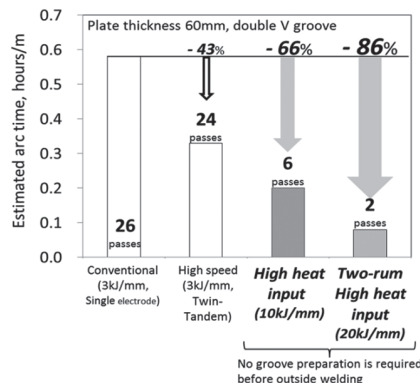 Plate thickness 60mm, double V groove
- 43%
- 66%
- 86%
Estimated arc time, hours/m
0.7
0.6
0.5
0.4
0.3
0.2
0.1
0.0
26
passes
24
passes
6
passes
2
passes
Conventional
(3kJ/mm,
Single electrode)
High speed
(3kJ/mm,
Twin-
Tandem)
High heat
input
(10kJ/mm)
Two-rum
High heat
input
(20kJ/mm)
No groove preparation is required
before outside welding